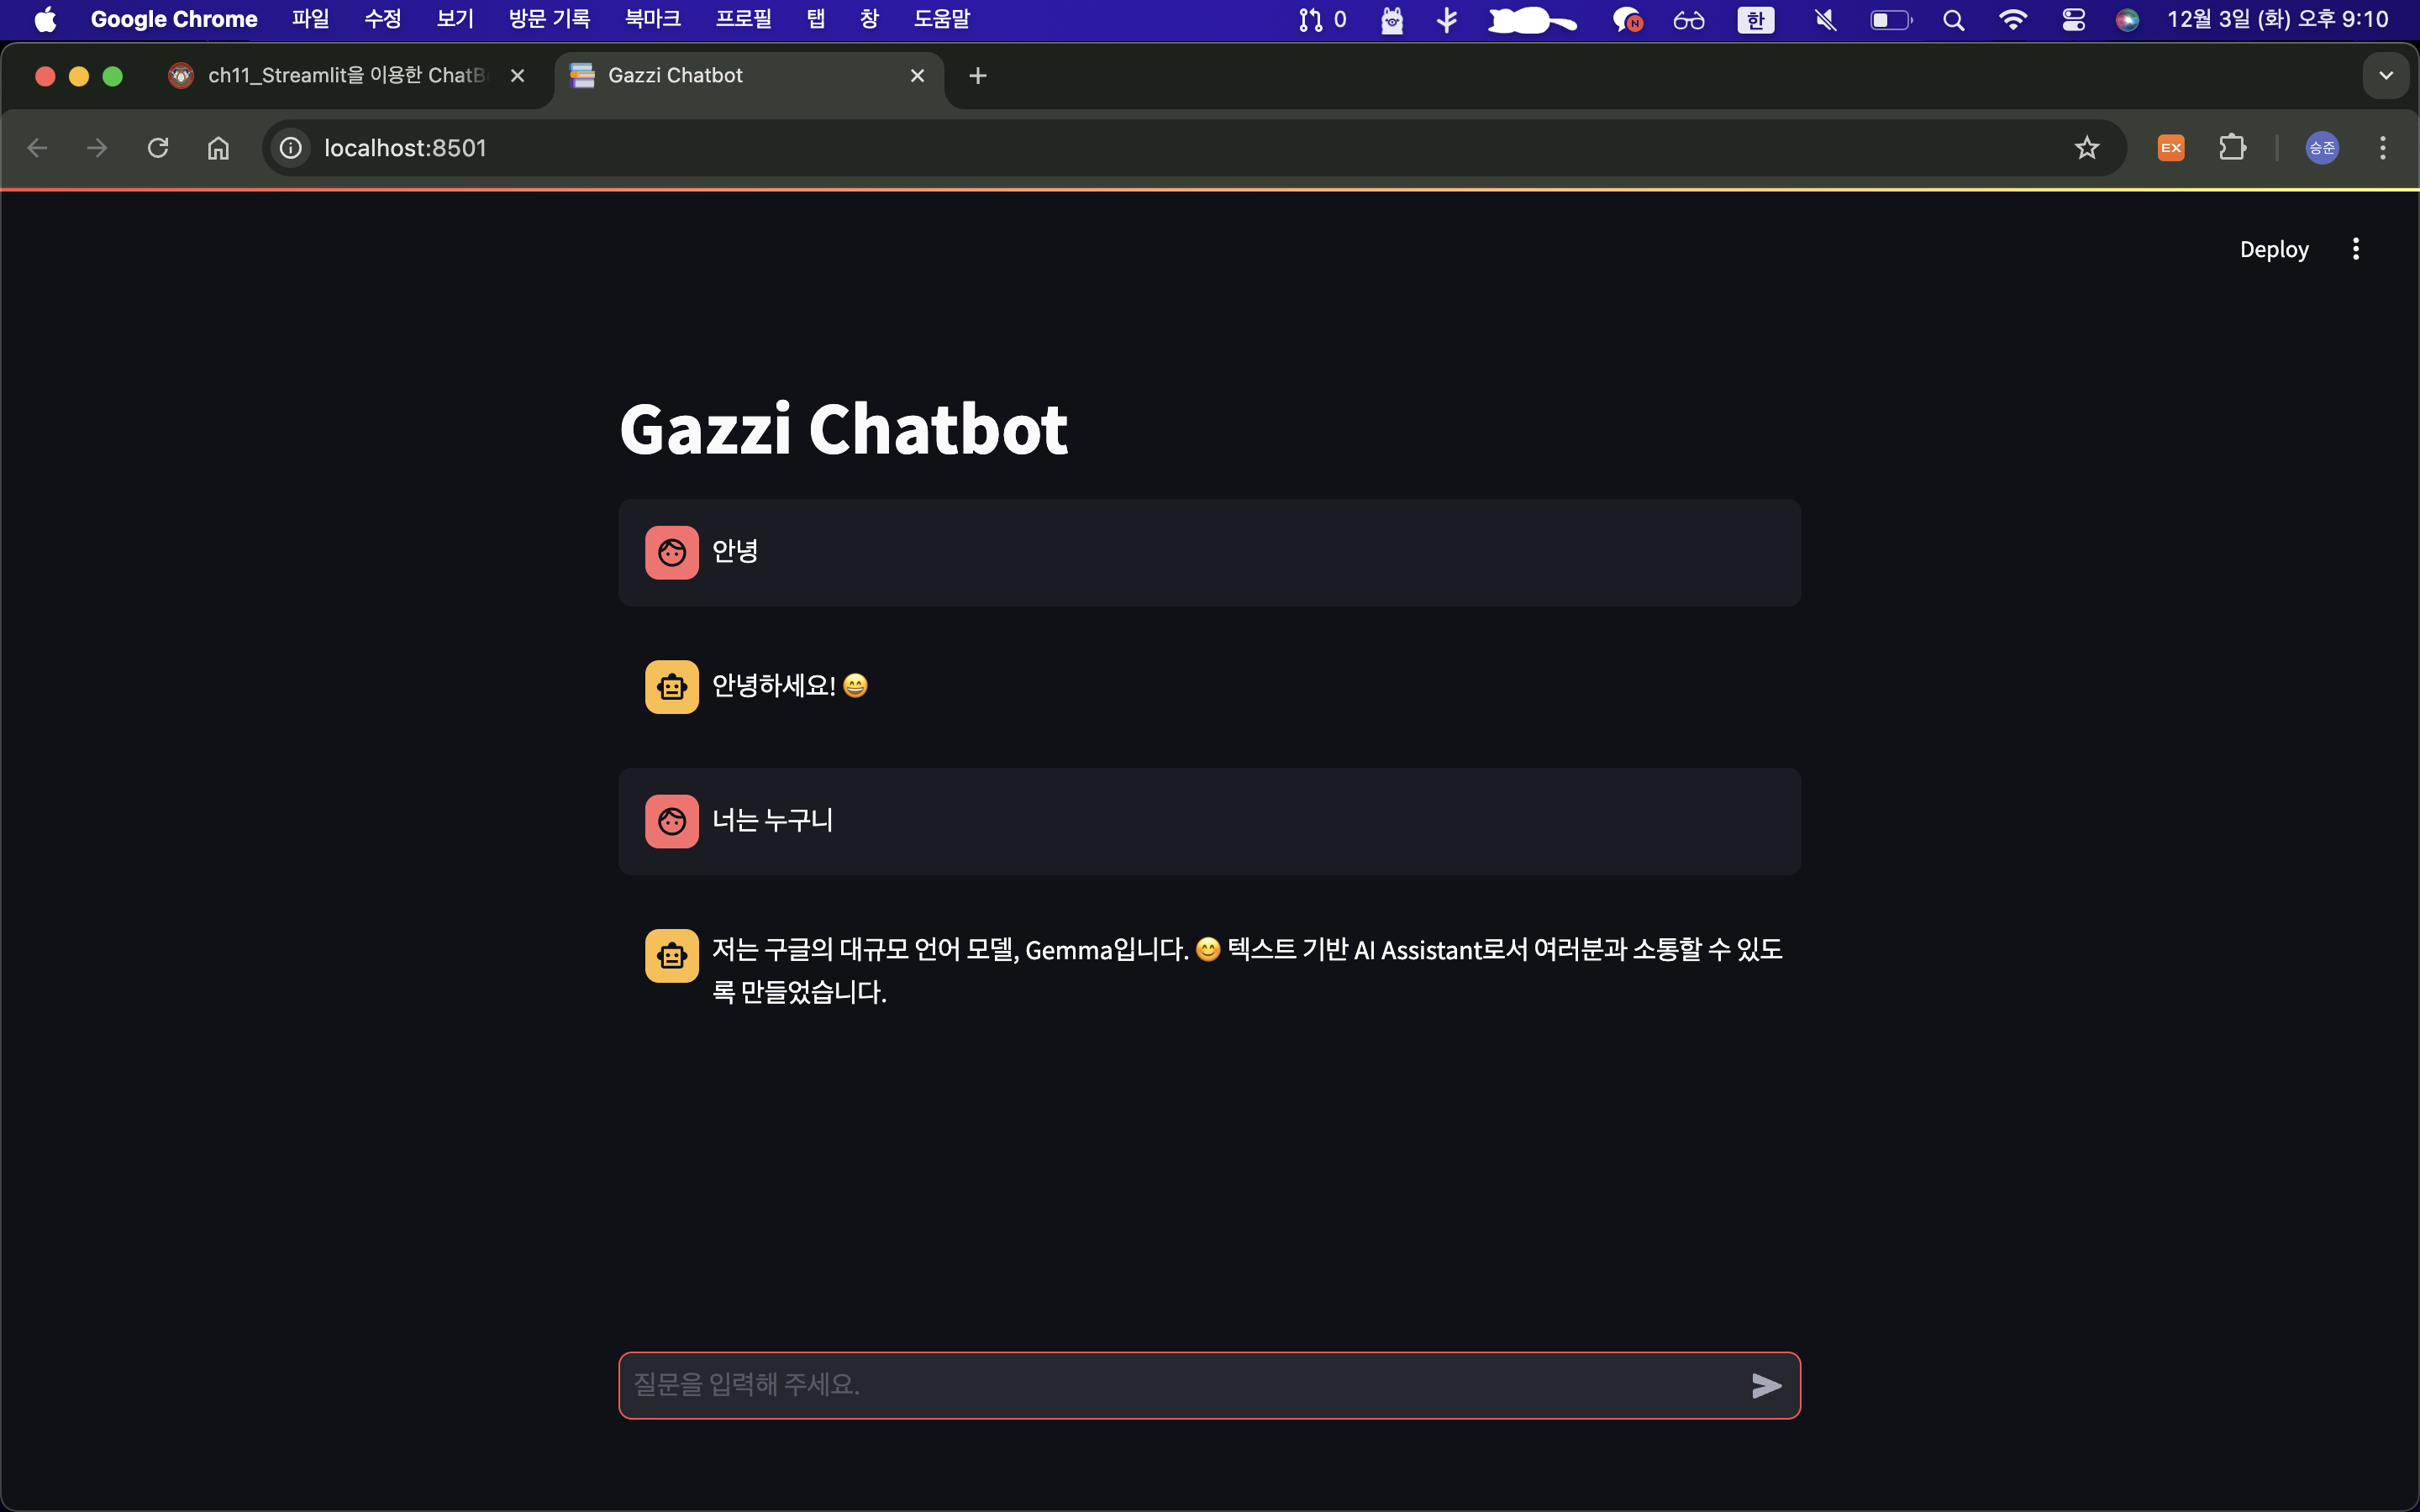 Google Chrome 파일 수정 보기 방문 기록 북마크 프로필 탭 창 도움말 0 한 12월 3일 (화) 오후 9:10
ch11_Streamlit을 이용한 ChatB Gazzi Chatbot
localhost:8501 EX 승준
Deploy
Gazzi Chatbot
안녕
안녕하세요! 😄
너는 누구니
저는 구글의 대규모 언어 모델, Gemma입니다. 😊 텍스트 기반 AI Assistant로서 여러분과 소통할 수 있도
록 만들었습니다.
질문을 입력해 주세요.